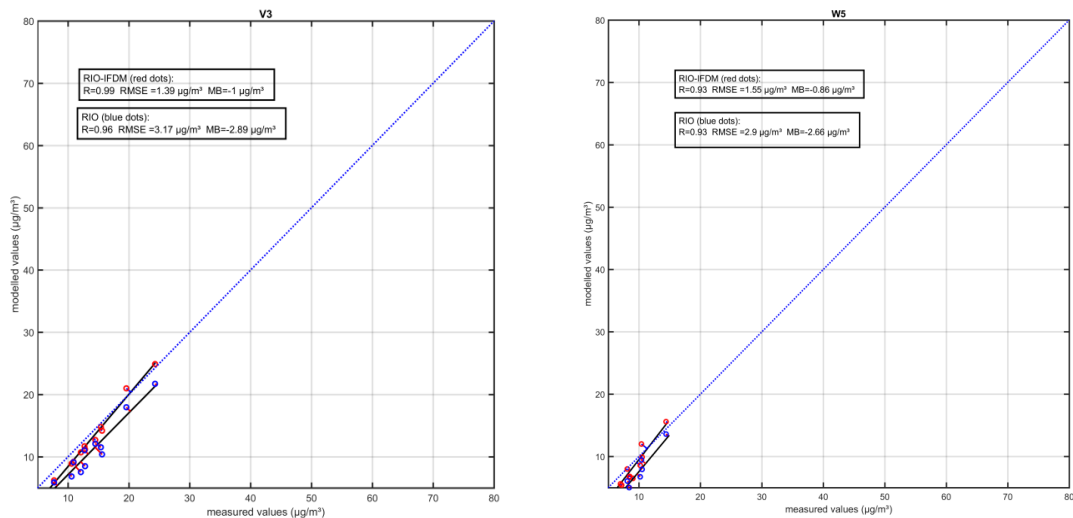 V3
80
70
60
50
40
30
20
10
modelled values (µg/m³)
RIO-IFDM (red dots):
R=0.99 RMSE =1.39 µg/m³ MB=-1 µg/m³
RIO (blue dots):
R=0.96 RMSE=3.17 µg/m³ MB=-2.89 µg/m³
10 20 30 40 50 60 70 80
measured values (µg/m³)
W5
80
70
60
50
40
30
20
10
modelled values (µg/m³)
RIO-IFDM (red dots):
R=0.93 RMSE =1.55 µg/m³ MB=-0.86 µg/m³
RIO (blue dots):
R=0.93 RMSE=2.9 µg/m³ MB=-2.66 µg/m³
10 20 30 40 50 60 70 80
measured values (µg/m³)